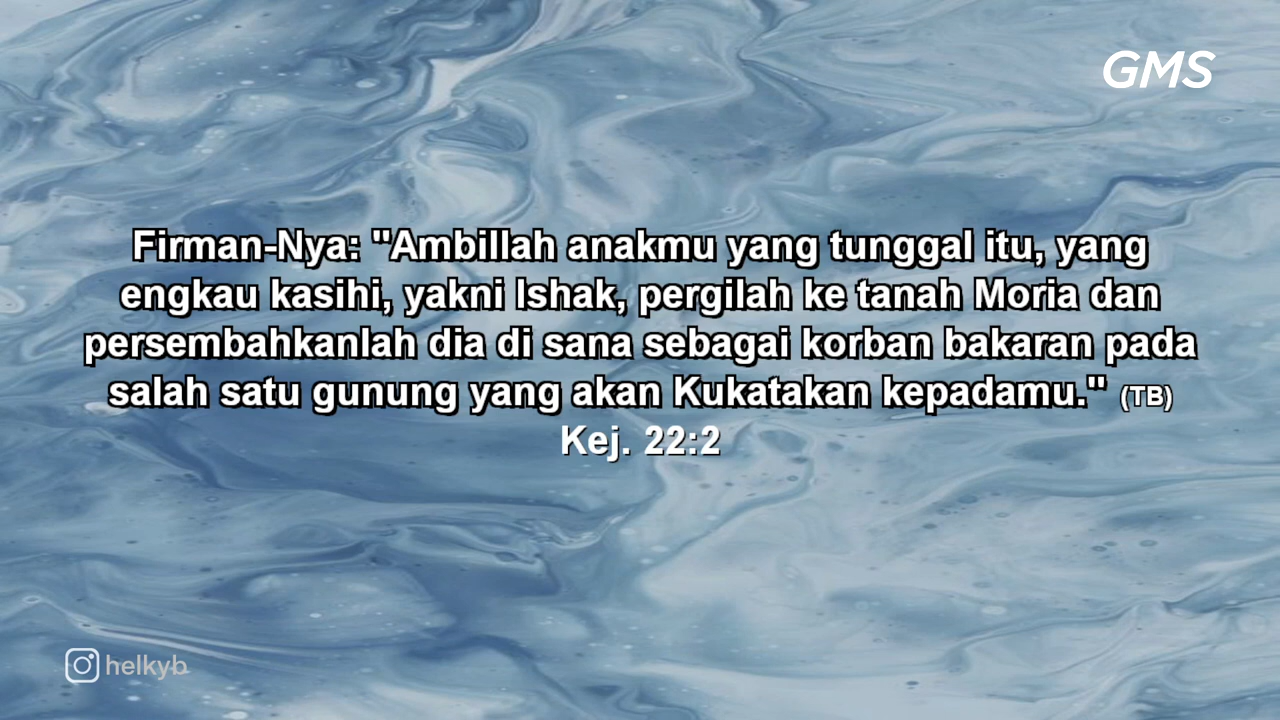 GMS
Firman-Nya: "Ambillah anakmu yang tunggal itu, yang
engkau kasihi, yakni Ishak, pergilah ke tanah Moria dan
persembahkanlah dia di sana sebagai korban bakaran pada
salah satu gunung yang akan Kukatakan kepadamu." (TB)
Kej. 22:2
helkyb